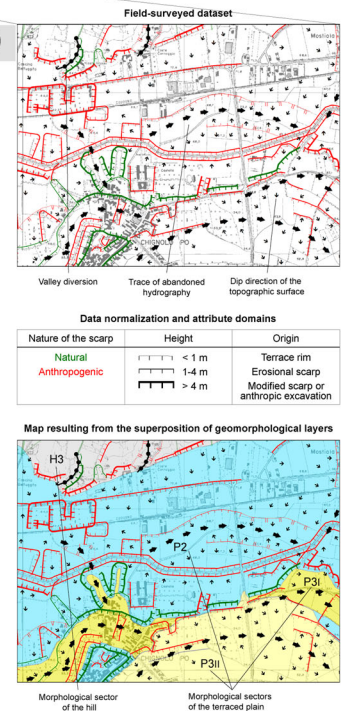 Field-surveyed dataset
Mostiola
CHIGNOLO PO
Valley diversion
Trace of abandoned
hydrography
Dip direction of the
topographic surface
Data normalization and attribute domains
Nature of the scarp
Height
Origin
Natural
< 1 m
Terrace rim
Anthropogenic
1-4 m
Erosional scarp
> 4 m
Modified scarp or
anthropic excavation
Map resulting from the superposition of geomorphological layers
H3
P2
P3I
P3II
Morphological sector
of the hill
Morphological sectors
of the terraced plain